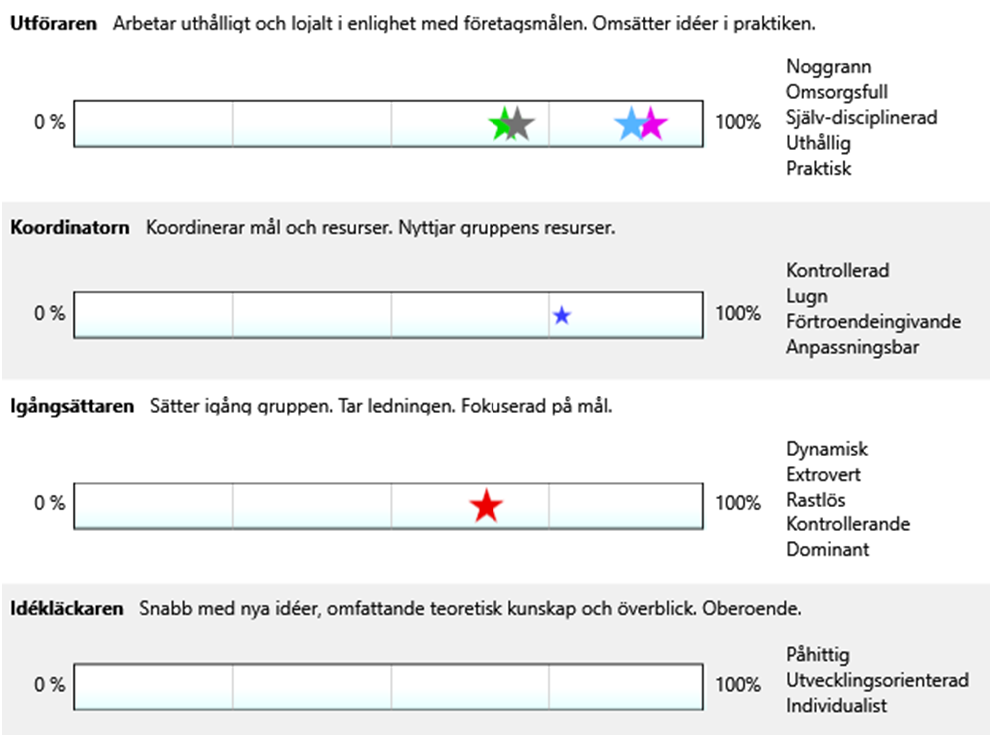 Utföraren Arbetar uthålligt och lojalt i enlighet med företagsmålen. Omsätter idéer i praktiken.
0 %
100%
Noggrann
Omsorgsfull
Själv-disciplinerad
Uthållig
Praktisk
Koordinatorn Koordinerar mål och resurser. Nyttjar gruppens resurser.
0 %
100%
Kontrollerad
Lugn
Förtroendeingivande
Anpassningsbar
Igångsättaren Sätter igång gruppen. Tar ledningen. Fokuserad på mål.
0 %
100%
Dynamisk
Extrovert
Rastlös
Kontrollerande
Dominant
Idékläckaren Snabb med nya idéer, omfattande teoretisk kunskap och överblick. Oberoende.
0 %
100%
Påhittig
Utvecklingsorienterad
Individualist